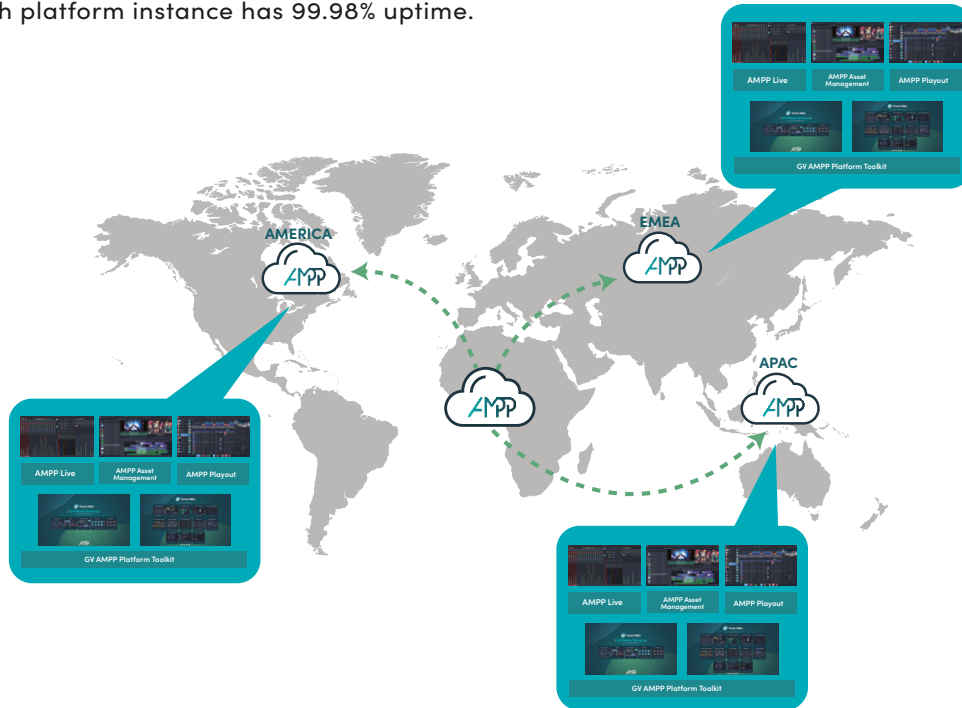 h platform instance has 99.98% uptime.
AMPP Live
AMPP Asset
Management
AMPP Playout
GV AMPP Platform Toolkit
EMEA
AMPP
AMERICA
AMPP
APAC
AMPP
AMPP
AMPP Live
AMPP Asset
Management
AMPP Playout
GV AMPP Platform Toolkit
AMPP Live
AMPP Asset
Management
AMPP Playout
GV AMPP Platform Toolkit